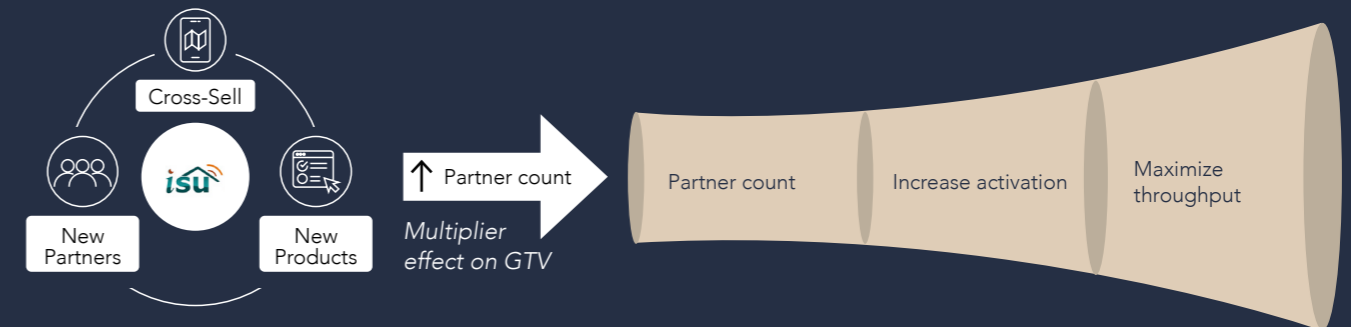 Cross-Sell
isu
New
Partners
New
Products
↑ Partner count
Multiplier
effect on GTV
Partner count
Increase activation
Maximize
throughput